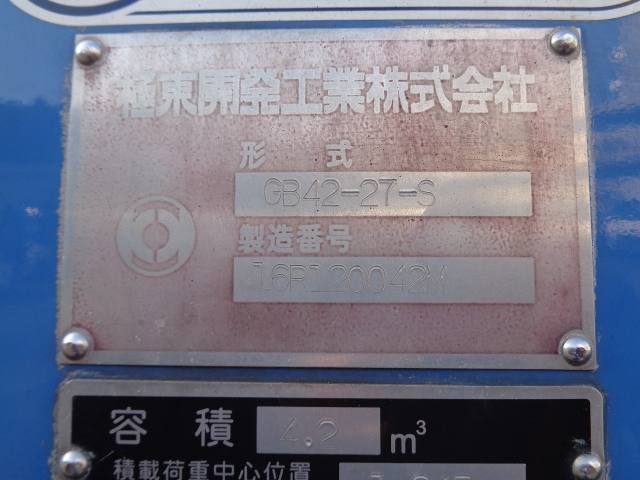 極東開発工業株式会社
形 式
GB42-27-S
製造番号
容 積 4.2 m³
積載荷重中心位置